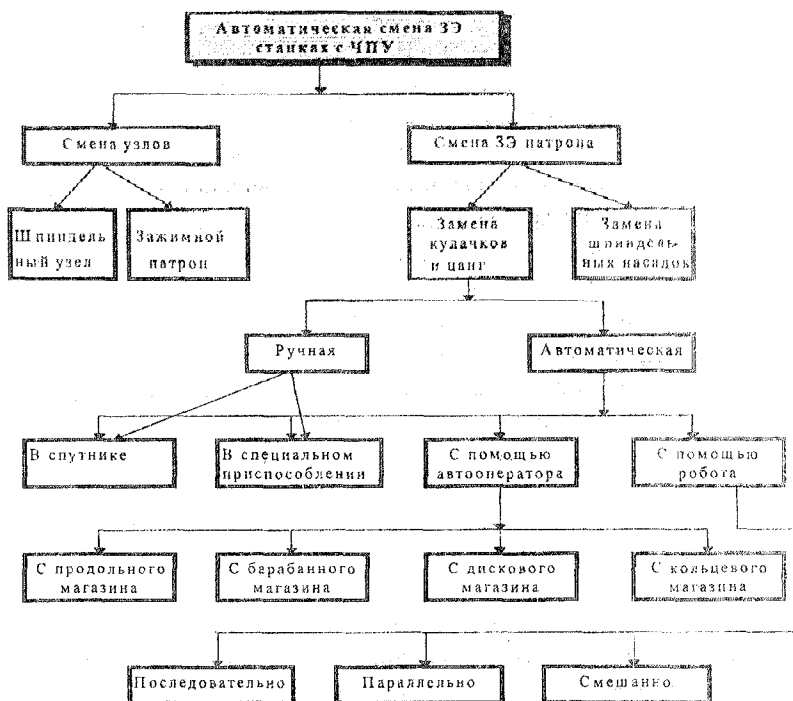 Автоматическая смена ЗЭ
станках с ЧПУ
Смена узлов
Смена ЗЭ патрона
Шпиндель
ный узел
Зажимной
патрон
Замена
кулачков
и цанг
Замена
шпиндель-
ных насадок
Ручная
Автоматическая
В спутнике
В специальном
приспособлении
С помощью
автооператора
С помощью
робота
С продольного
магазина
С барабанного
магазина
С дискового
магазина
С кольцевого
магазина
Последовательно
Параллельно
Смешанно